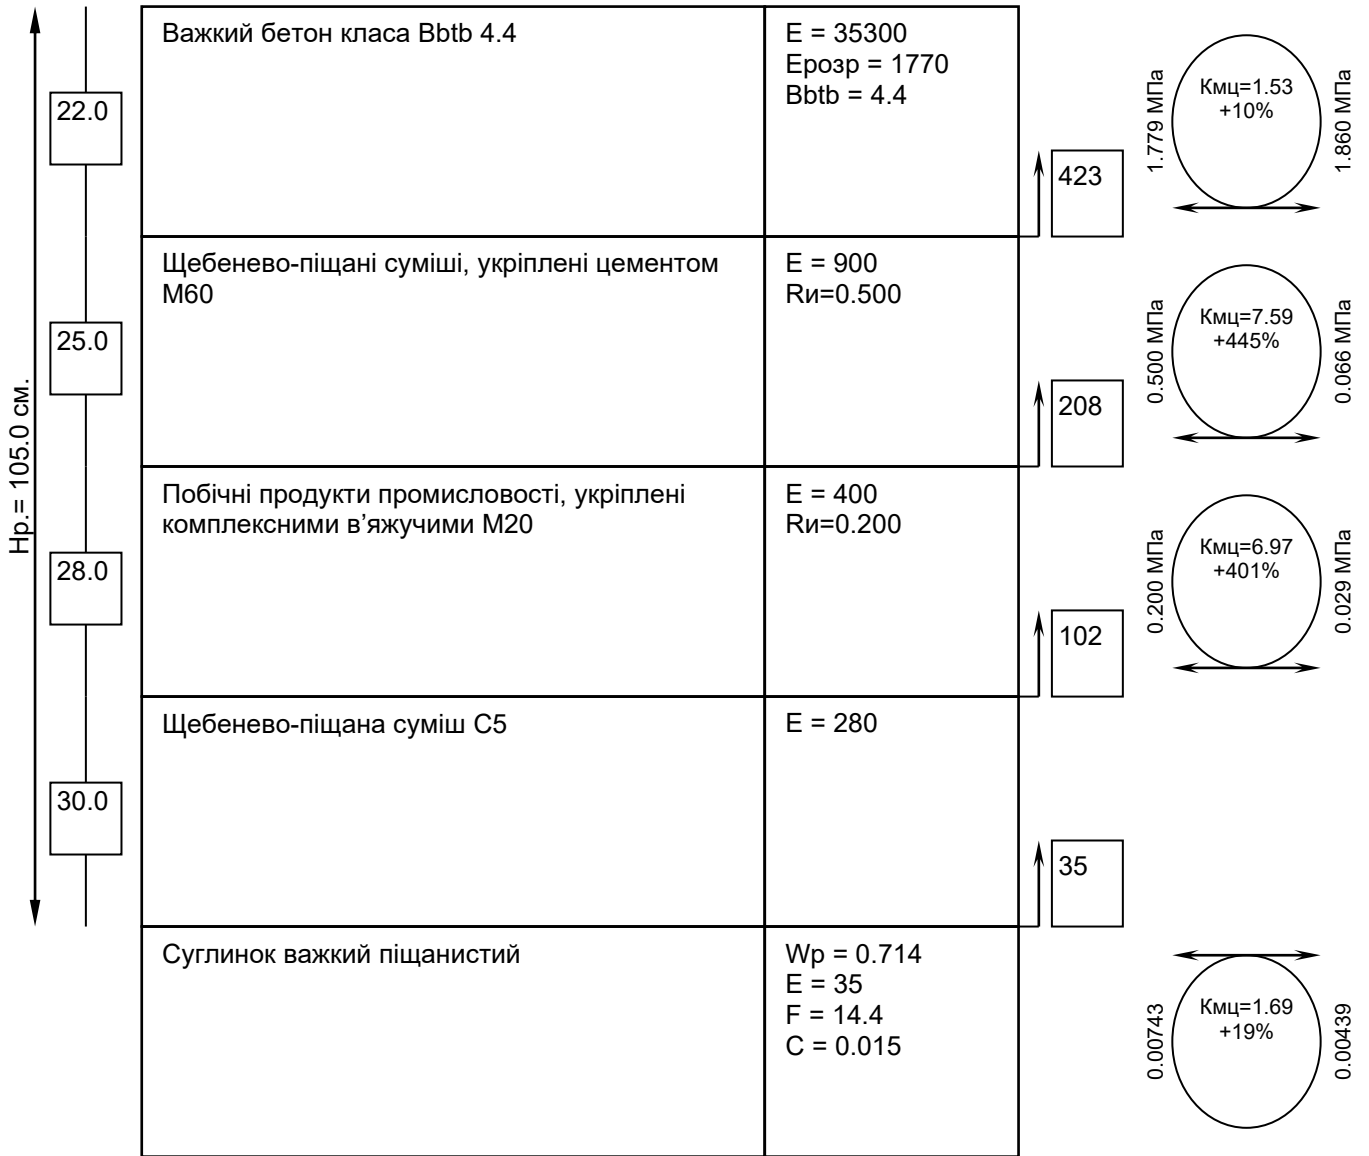 Нр.= 105.0 см.
22.0
Важкий бетон класа Bbtb 4.4
E = 35300
Eрозр = 1770
Bbtb = 4.4
423
1.779 МПа
Кмц=1.53
+10%
1.860 МПа
25.0
Щебенево-піщані суміші, укріплені цементом
М60
E = 900
Rи=0.500
208
0.500 МПа
Кмц=7.59
+445%
0.066 МПа
28.0
Побічні продукти промисловості, укріплені
комплексними в’яжучими М20
E = 400
Rи=0.200
102
0.200 МПа
Кмц=6.97
+401%
0.029 МПа
30.0
Щебенево-піщана суміш С5
E = 280
35
Суглинок важкий піщанистий
Wp = 0.714
E = 35
F = 14.4
C = 0.015
0.00743
Кмц=1.69
+19%
0.00439